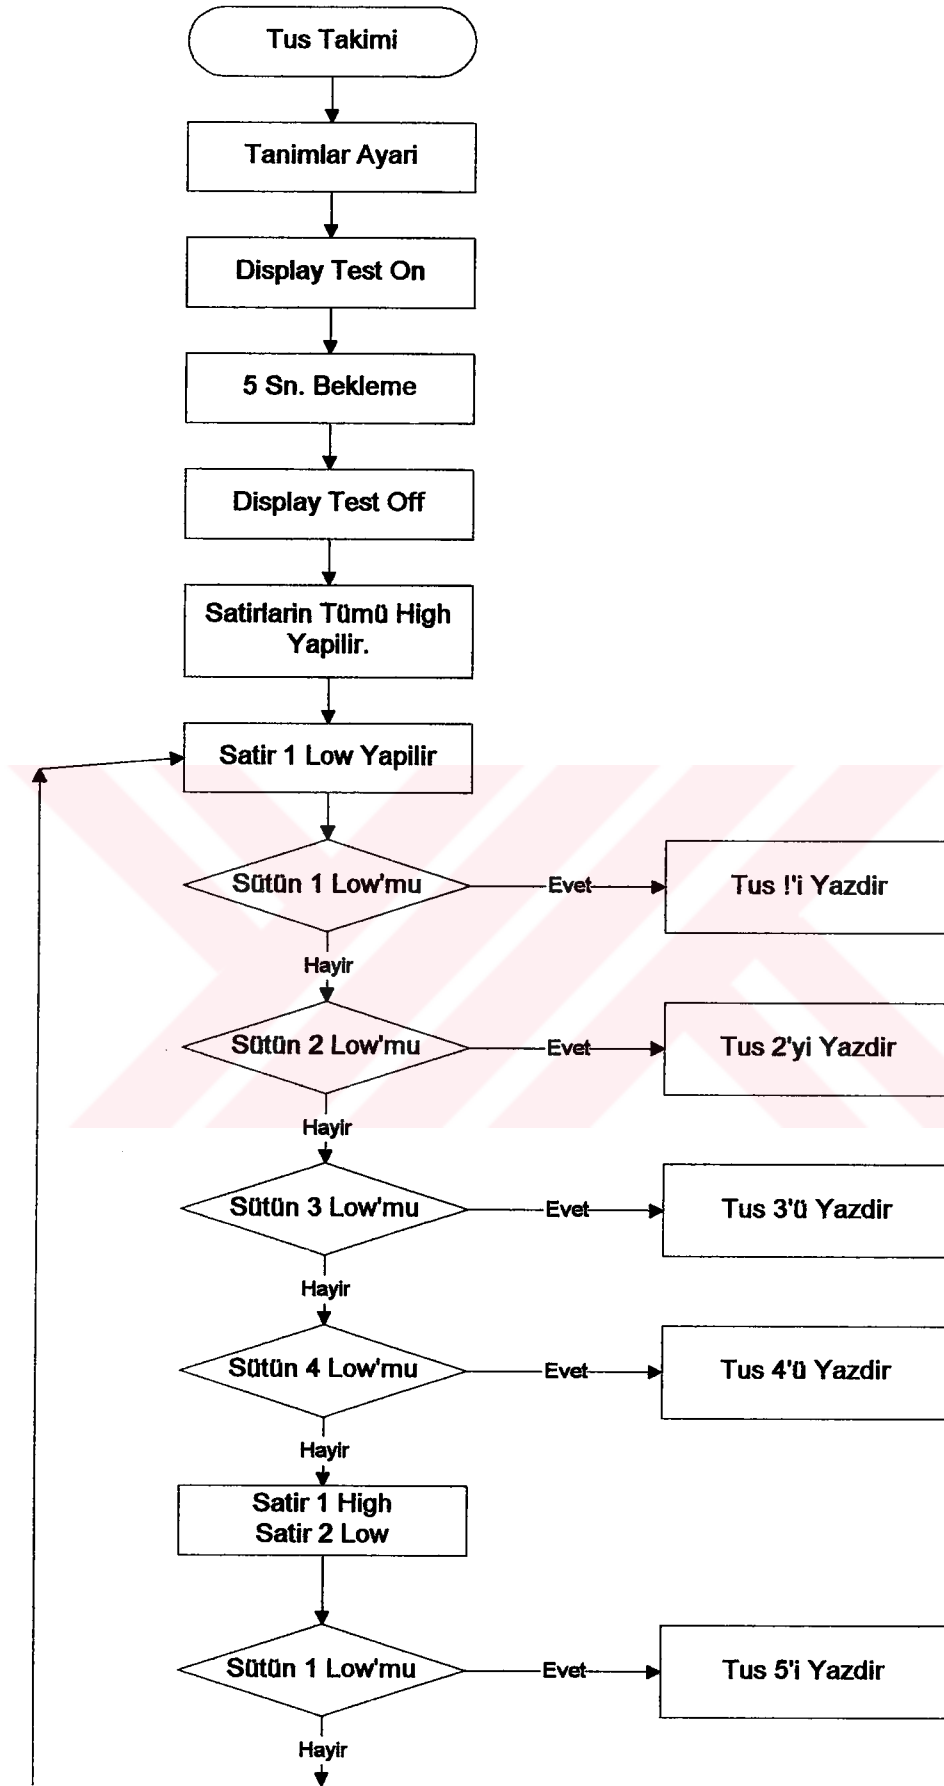 Tus Takimi
Tanimlar Ayari
Display Test On
5 Sn. Bekleme
Display Test Off
Satirlarin Tümü High
Yapilir.
Satir 1 Low Yapilir
Sütün 1 Low'mu
Evet
Tus !'i Yazdir
Hayir
Sütün 2 Low'mu
Evet
Tus 2'yi Yazdir
Hayir
Sütün 3 Low'mu
Evet
Tus 3'ü Yazdir
Hayir
Sütün 4 Low'mu
Evet
Tus 4'ü Yazdir
Hayir
Satir 1 High
Satir 2 Low
Sütün 1 Low'mu
Evet
Tus 5'i Yazdir
Hayir